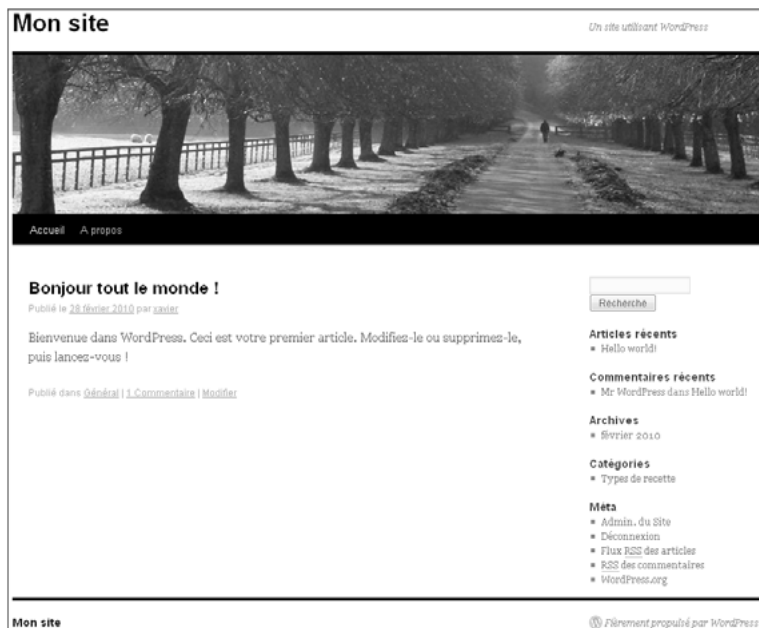 Mon site
Un site utilisant WordPress
Accueil A propos
Bonjour tout le monde !
Publié le 28 février 2010 par xavier
Bienvenue dans WordPress. Ceci est votre premier article. Modifiez-le ou supprimez-le,
puis lancez-vous !
Publié dans Général | 1 Commentaire | Modifier
Recherche
Articles récents
Hello world!
Commentaires récents
Mr WordPress dans Hello world!
Archives
février 2010
Catégories
Types de recette
Méta
Admin. du Site
Déconnexion
Flux RSS des articles
RSS des commentaires
WordPress.org
Mon site
Fièrement propulsé par WordPress